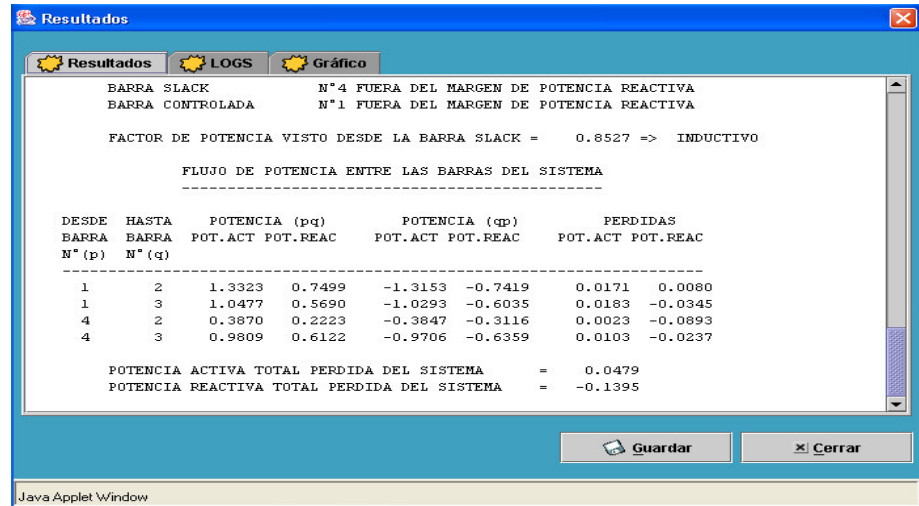 Resultados
Resultados LOGS Gráfico
BARRA SLACK N°4 FUERA DEL MARGEN DE POTENCIA REACTIVA
BARRA CONTROLADA N°1 FUERA DEL MARGEN DE POTENCIA REACTIVA
FACTOR DE POTENCIA VISTO DESDE LA BARRA SLACK = 0.8527 => INDUCTIVO
FLUJO DE POTENCIA ENTRE LAS BARRAS DEL SISTEMA
------------------------------------------------
DESDE HASTA POTENCIA (pq) POTENCIA (qp) PERDIDAS
BARRA BARRA POT.ACT POT.REAC POT.ACT POT.REAC POT.ACT POT.REAC
N°(p) N°(q)
-------------------------------------------------------------------------
1 2 1.3323 0.7499 -1.3153 -0.7419 0.0171 0.0080
1 3 1.0477 0.5690 -1.0293 -0.6035 0.0183 -0.0345
4 2 0.3870 0.2223 -0.3847 -0.3116 0.0023 -0.0893
4 3 0.9809 0.6122 -0.9706 -0.6359 0.0103 -0.0237
POTENCIA ACTIVA TOTAL PERDIDA DEL SISTEMA = 0.0479
POTENCIA REACTIVA TOTAL PERDIDA DEL SISTEMA = -0.1395
Guardar Cerrar
Java Applet Window